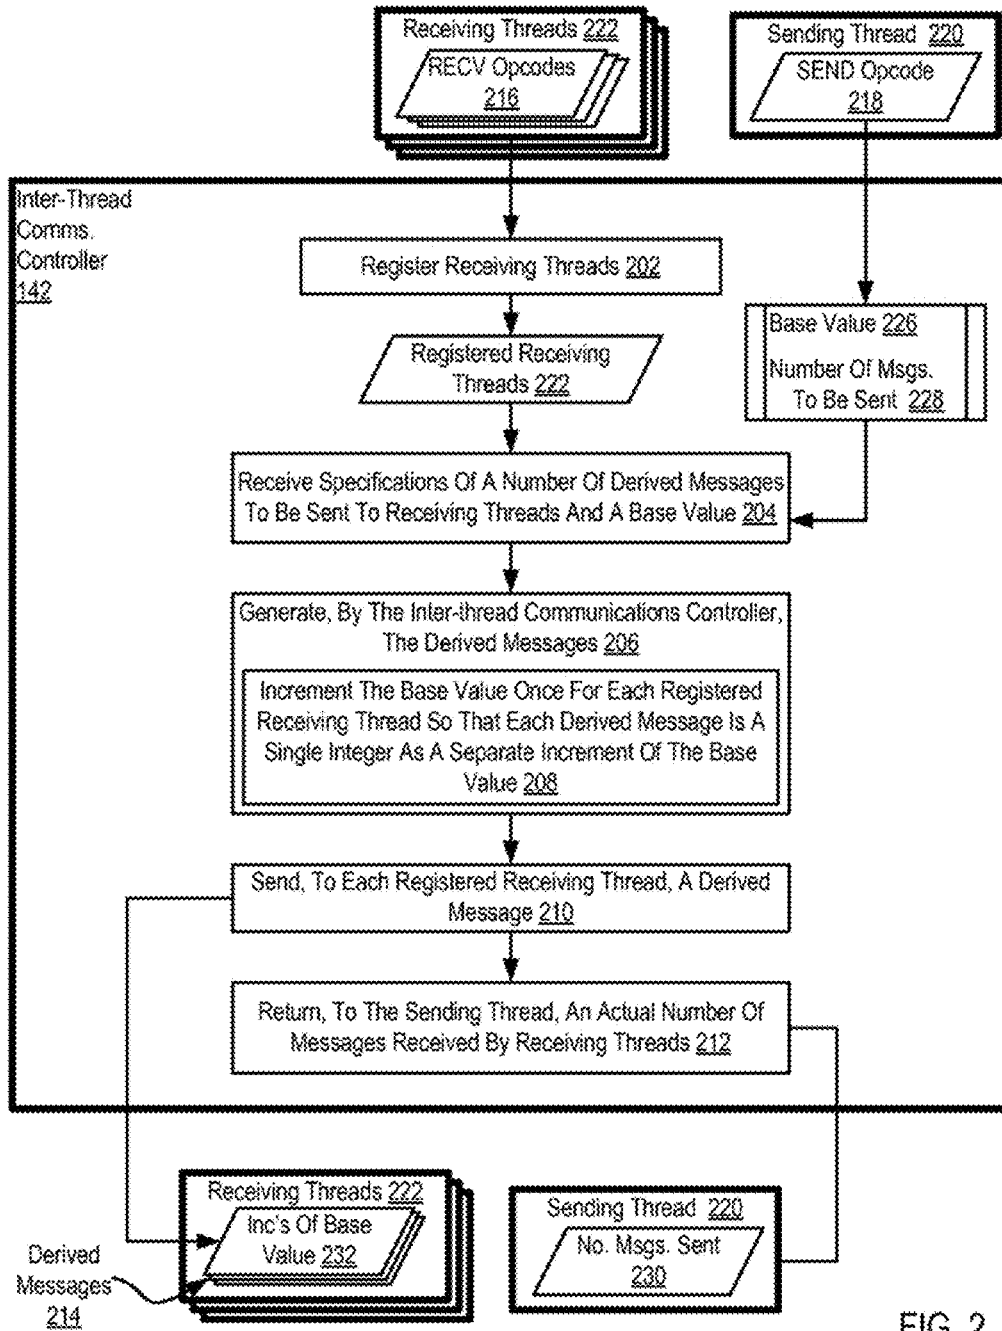 Receiving Threads 222
RECV Opcodes
216
Sending Thread 220
SEND Opcode
218
Inter-Thread
Comms.
Controller
142
Register Receiving Threads 202
Registered Receiving
Threads 222
Base Value 226
Number Of Msgs.
To Be Sent 228
Receive Specifications Of A Number Of Derived Messages
To Be Sent To Receiving Threads And A Base Value 204
Generate, By The Inter-thread Communications Controller,
The Derived Messages 206
Increment The Base Value Once For Each Registered
Receiving Thread So That Each Derived Message Is A
Single Integer As A Separate Increment Of The Base
Value 208
Send, To Each Registered Receiving Thread, A Derived
Message 210
Return, To The Sending Thread, An Actual Number Of
Messages Received By Receiving Threads 212
Receiving Threads 222
Inc's Of Base
Value 232
Derived
Messages
214
Sending Thread 220
No. Msgs. Sent
230
FIG. 2